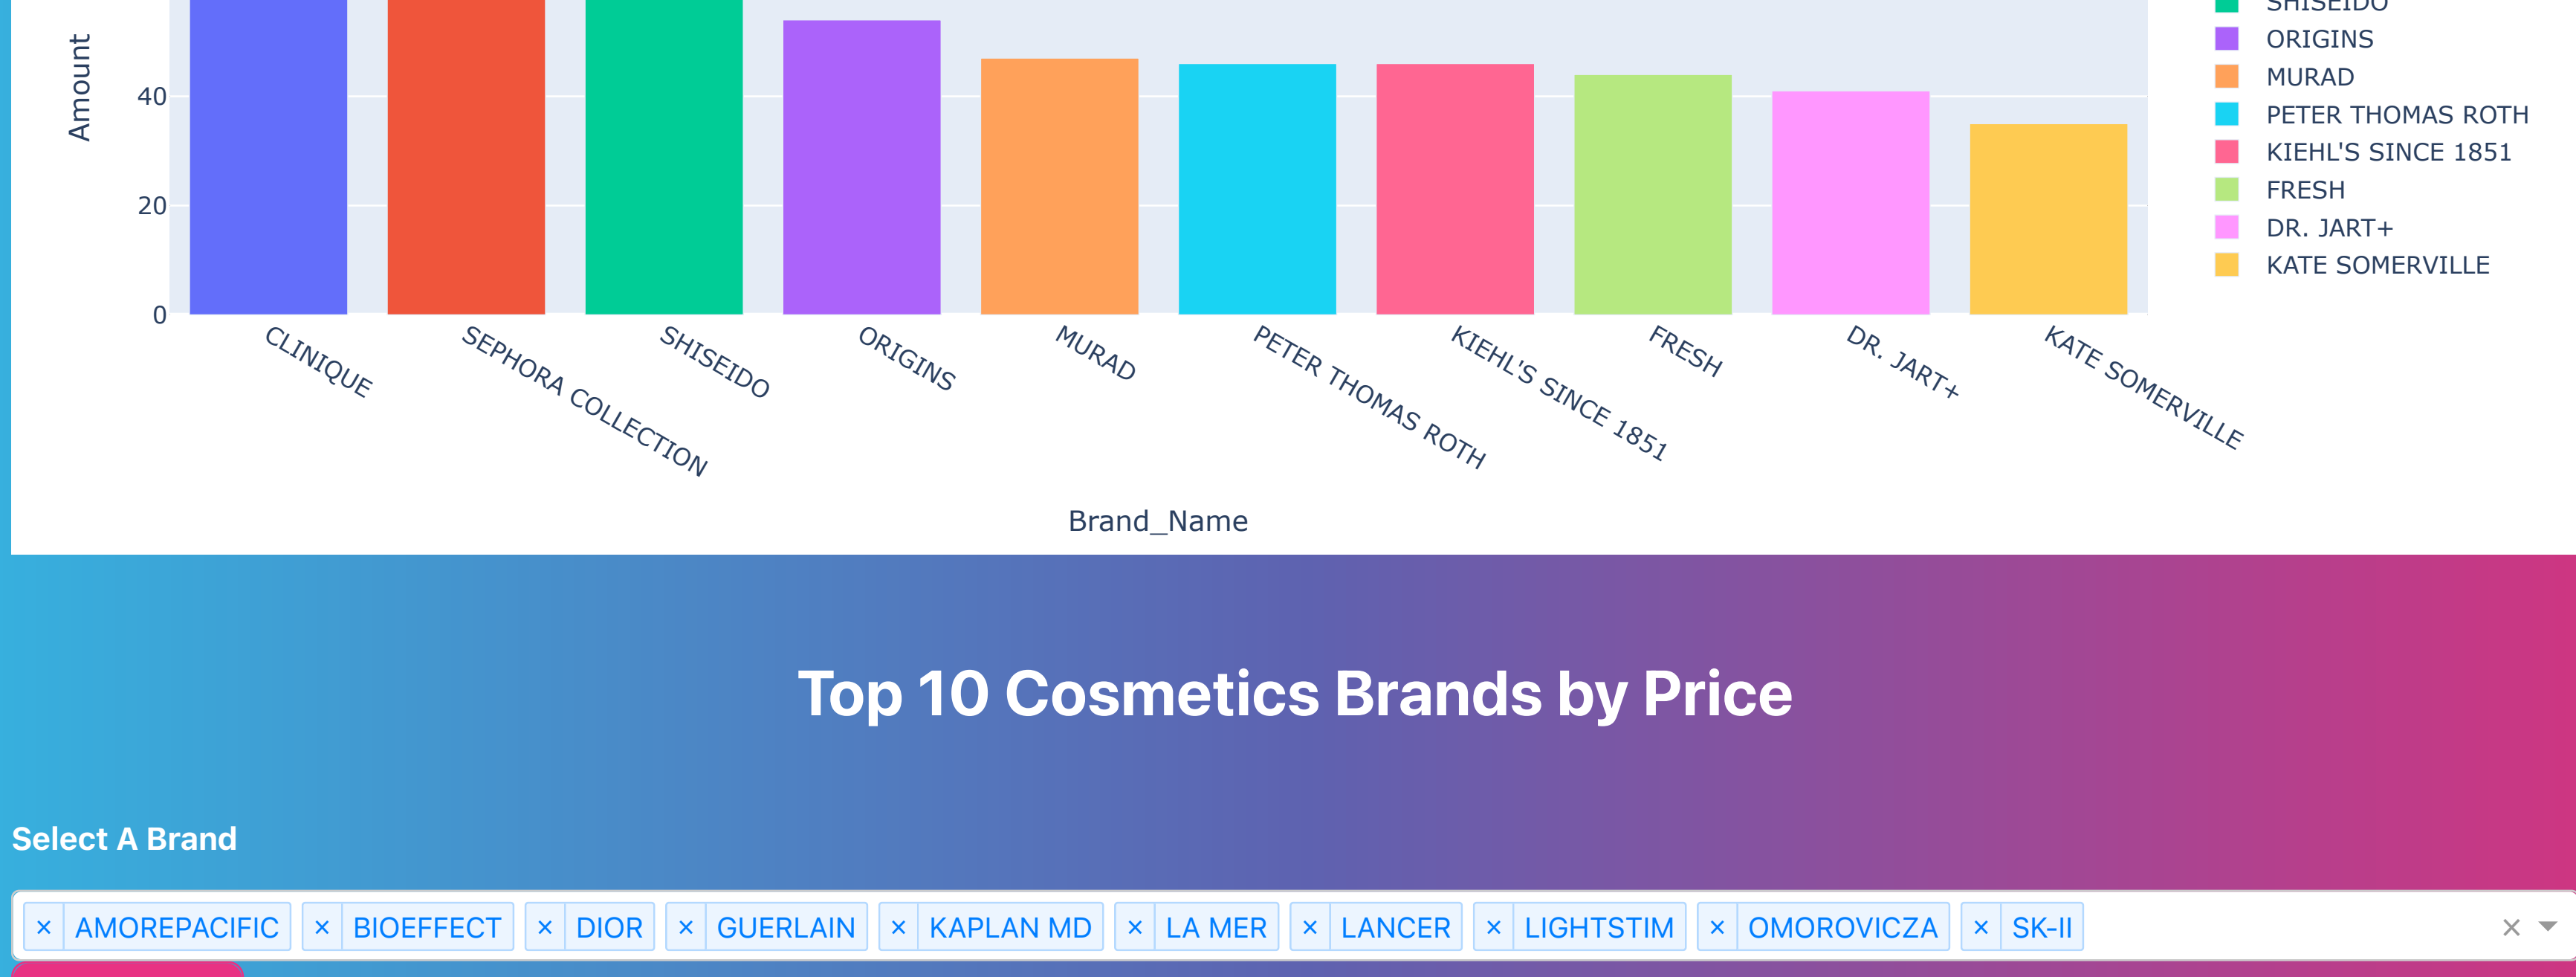 SHISEIDO
ORIGINS
MURAD
PETER THOMAS ROTH
KIEHL'S SINCE 1851
FRESH
DR. JART+
KATE SOMERVILLE
Amount
40
20
0
CLINIQUE
SEPHORA COLLECTION
SHISEIDO
ORIGINS
MURAD
PETER THOMAS ROTH
KIEHL'S SINCE 1851
FRESH
DR. JART+
KATE SOMERVILLE
Brand_Name
Top 10 Cosmetics Brands by Price
Select A Brand
× AMOREPACIFIC × BIOEFFECT × DIOR × GUERLAIN × KAPLAN MD × LA MER × LANCER × LIGHTSTIM × OMOROVICZA × SK-II ×